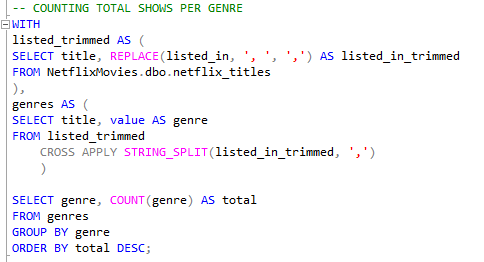 -- COUNTING TOTAL SHOWS PER GENRE
WITH
listed_trimmed AS (
SELECT title, REPLACE(listed_in, ', ', ',') AS listed_in_trimmed
FROM NetflixMovies.dbo.netflix_titles
),
genres AS (
SELECT title, value AS genre
FROM listed_trimmed
    CROSS APPLY STRING_SPLIT(listed_in_trimmed, ',')
    )

SELECT genre, COUNT(genre) AS total
FROM genres
GROUP BY genre
ORDER BY total DESC;